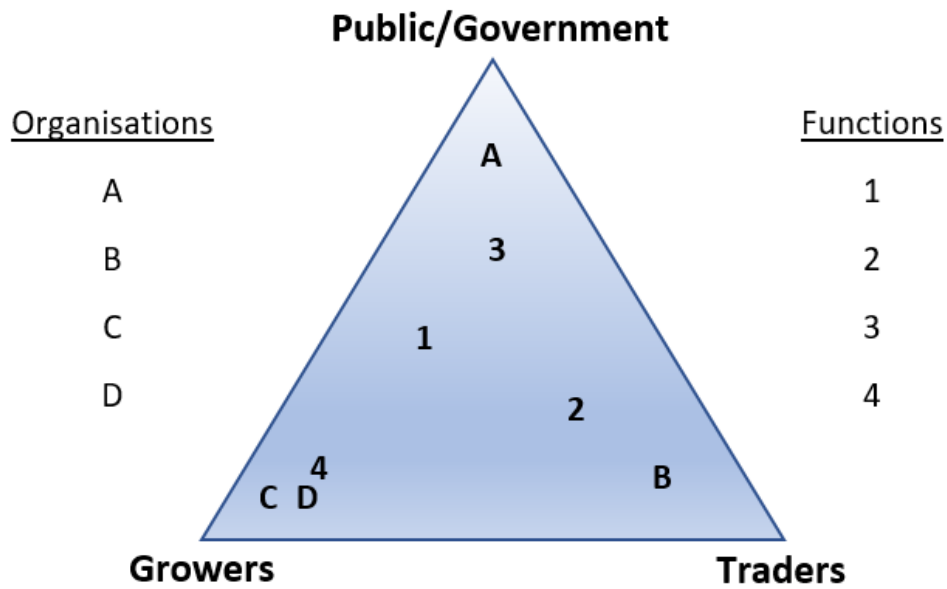 Public/Government
Organisations
A
B
C
D
Functions
1
2
3
4
A
3
1
2
4
C D
B
Growers
Traders